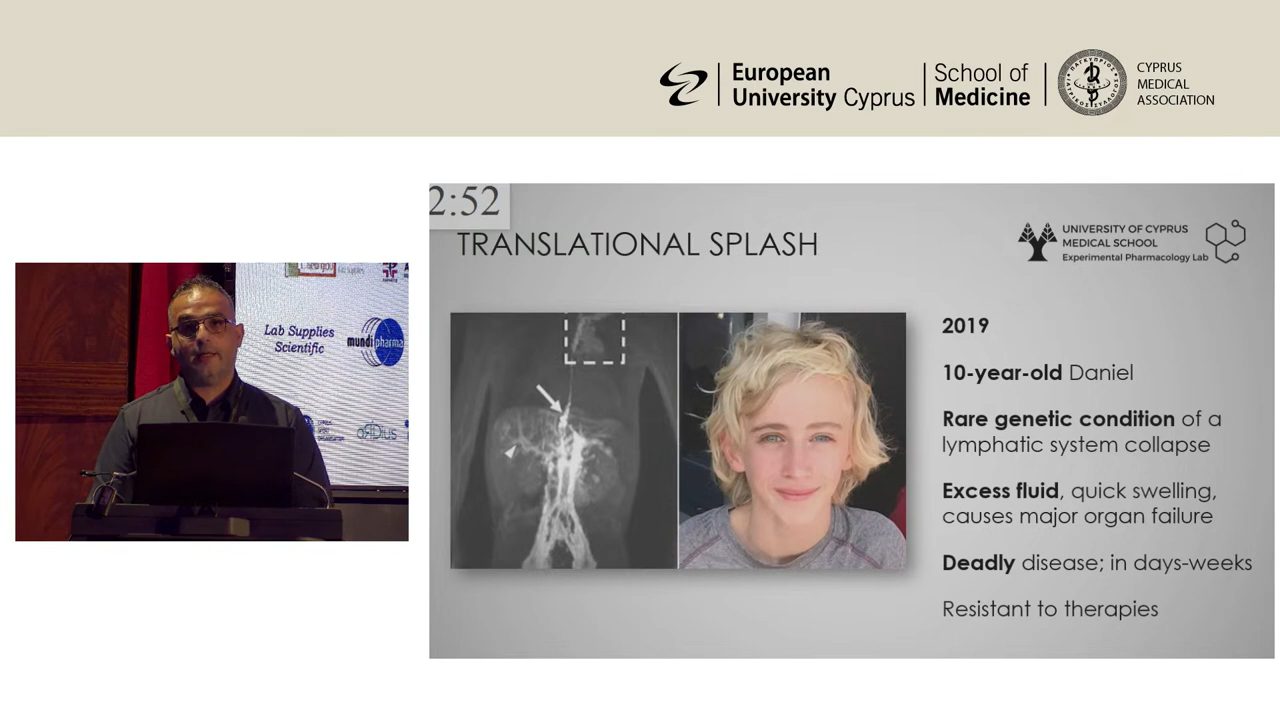 European
University Cyprus
School of
Medicine
CYPRUS
MEDICAL
ASSOCIATION
2:52
TRANSLATIONAL SPLASH
UNIVERSITY OF CYPRUS
MEDICAL SCHOOL
Experimental Pharmacology Lab
Lab Supplies
Scientific
mundipharma
2019
10-year-old Daniel
Rare genetic condition of a
lymphatic system collapse
Excess fluid, quick swelling,
causes major organ failure
Deadly disease; in days-weeks
Resistant to therapies